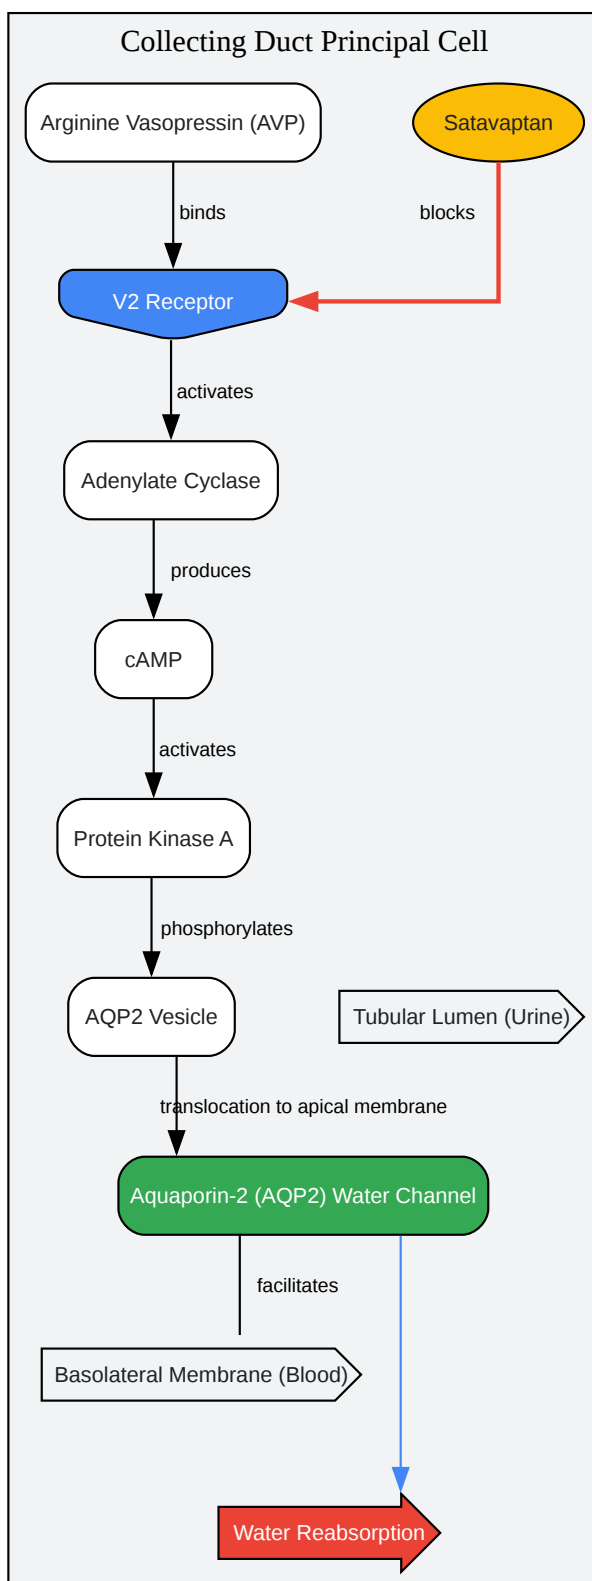 Collecting Duct Principal Cell
Arginine Vasopressin (AVP)
Satavaptan
binds
blocks
V2 Receptor
activates
Adenylate Cyclase
produces
cAMP
activates
Protein Kinase A
phosphorylates
AQP2 Vesicle
Tubular Lumen (Urine)
translocation to apical membrane
Aquaporin-2 (AQP2) Water Channel
facilitates
Basolateral Membrane (Blood)
Water Reabsorption